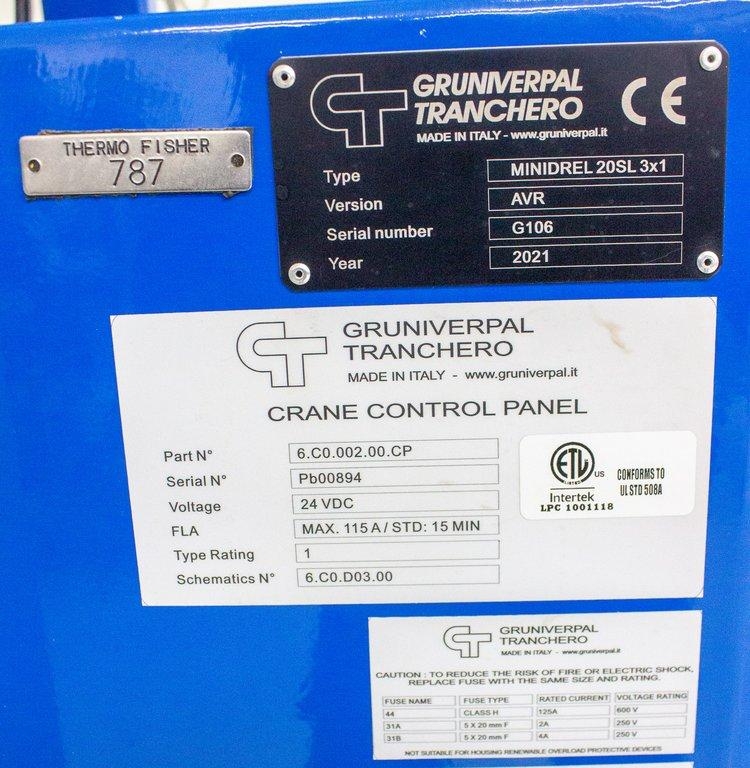 THERMO FISHER
787
GRUNIVERPAL
TRANCHERO
MADE IN ITALY - www.gruniverpal.it
CE
Type MINIDREL 20SL 3x1
Version AVR
Serial number G106
Year 2021
GRUNIVERPAL
TRANCHERO
MADE IN ITALY - www.gruniverpal.it
CRANE CONTROL PANEL
Part N° 6.C0.002.00.CP
Serial N° Pb00894
Voltage 24 VDC
FLA MAX. 115 A / STD: 15 MIN
Type Rating 1
Schematics N° 6.C0.D03.00
ETL US
Intertek
LPC 1001118
CONFORMS TO
UL STD 508A
GRUNIVERPAL
TRANCHERO
MADE IN ITALY - www.gruniverpal.it
CAUTION : TO REDUCE THE RISK OF FIRE OR ELECTRIC SHOCK,
REPLACE FUSE WITH THE SAME SIZE AND RATING.
FUSE NAME FUSE TYPE RATED CURRENT VOLTAGE RATING
44 CLASS H 125A 600 V
31A 5 X 20 mm F 2A 250 V
31B 5 X 20 mm F 4A 250 V
NOT SUITABLE FOR HOUSING RENEWABLE OVERLOAD PROTECTIVE DEVICES